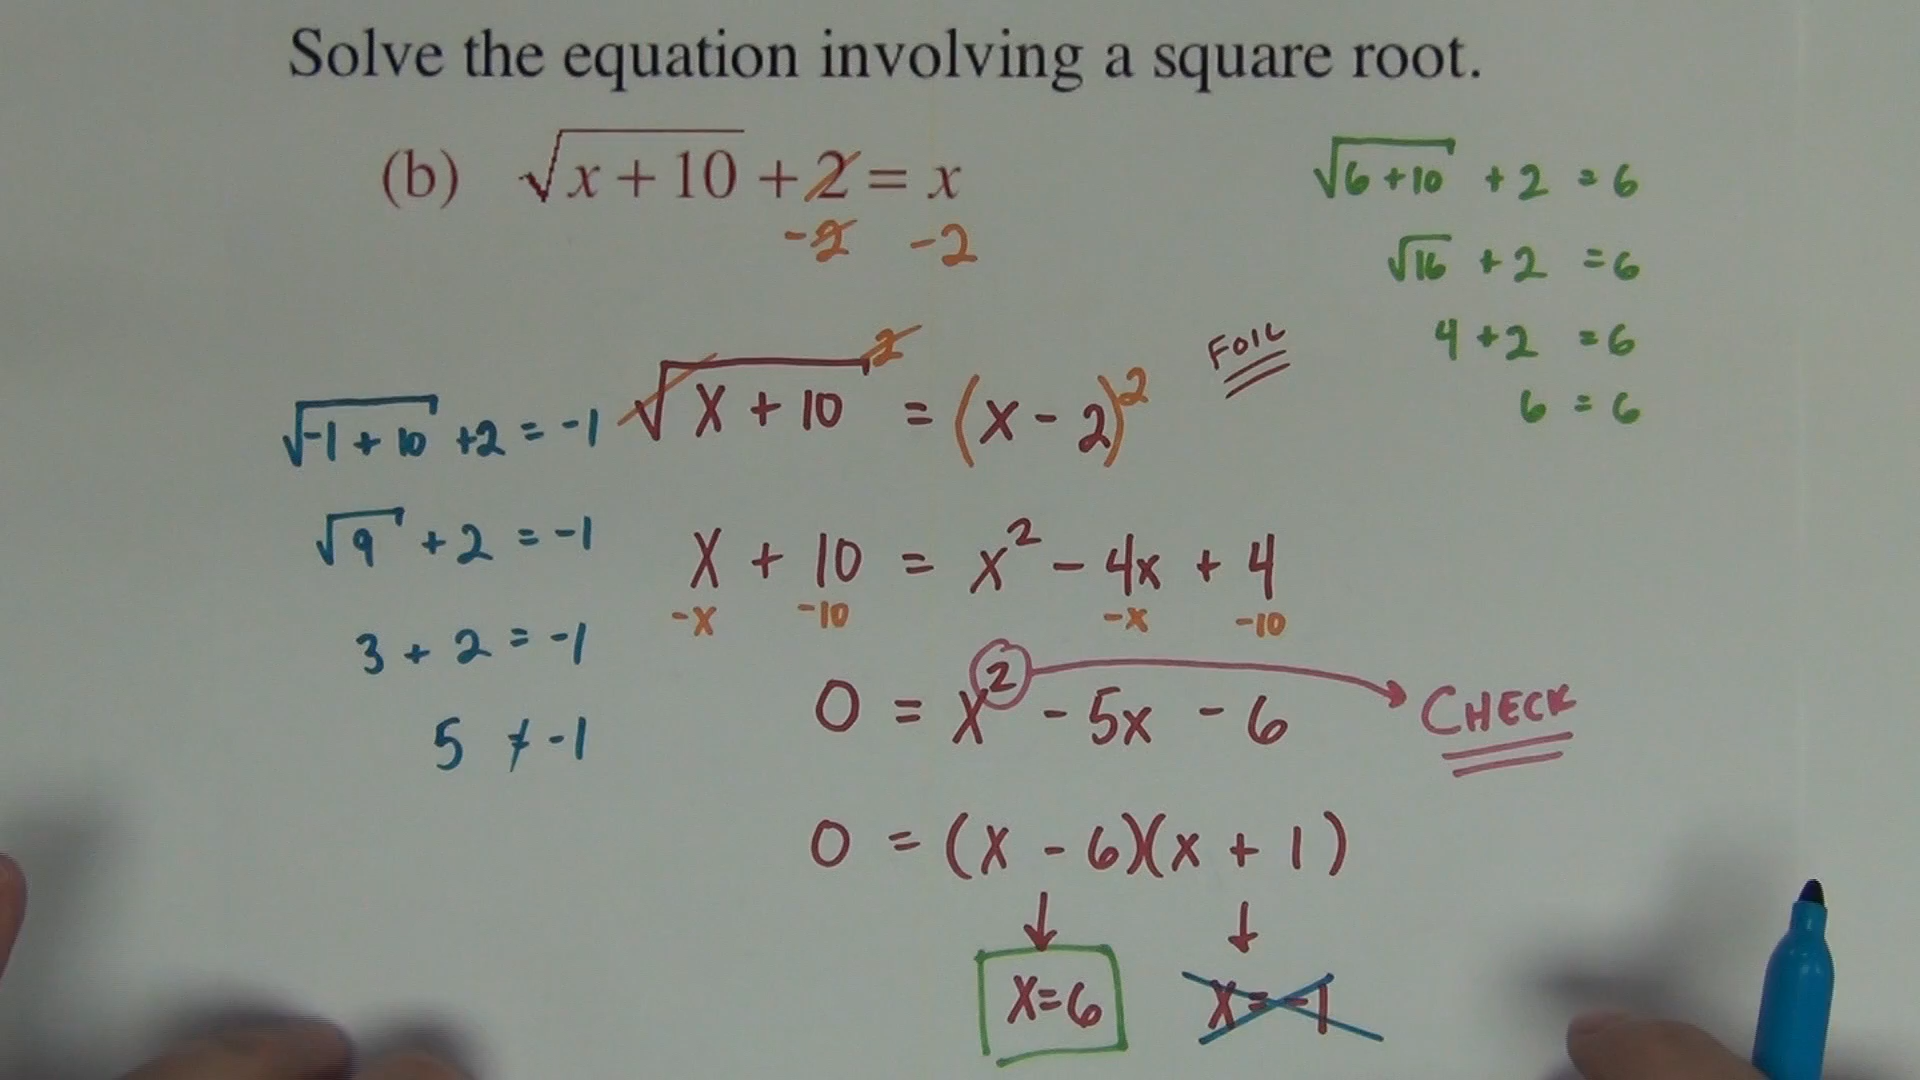 Solve the equation involving a square root.
(b) √x + 10 + 2 = x
-2 -2
√x + 10² = (x - 2)²
FOIL
x + 10 = x² - 4x + 4
-x -10 -x -10
0 = x² - 5x - 6
CHECK
0 = (x - 6)(x + 1)
↓ ↓
x=6 x=-1
√-1 + 10 +2 = -1
√9 + 2 = -1
3 + 2 = -1
5 ≠ -1
√6+10 + 2 = 6
√16 + 2 = 6
4 + 2 = 6
6 = 6